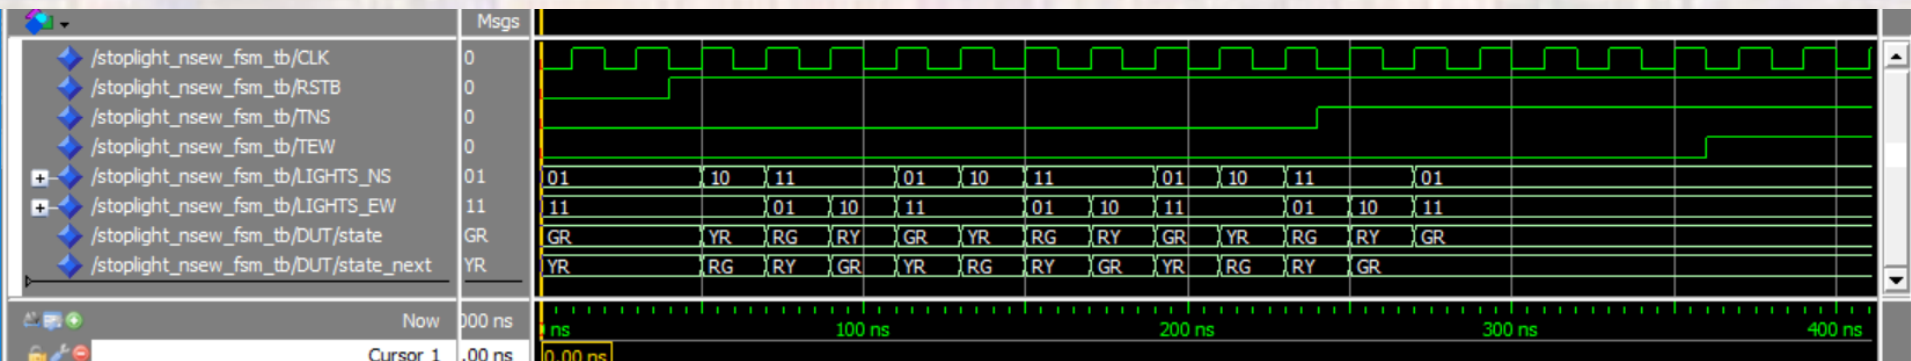 Msgs
/stoplight_nsew_fsm_tb/CLK 0
/stoplight_nsew_fsm_tb/RSTB 0
/stoplight_nsew_fsm_tb/TNS 0
/stoplight_nsew_fsm_tb/TEW 0
/stoplight_nsew_fsm_tb/LIGHTS_NS 01 01 10 11 01 10 11 01 10 11 01
/stoplight_nsew_fsm_tb/LIGHTS_EW 11 11 01 10 11 01 10 11 01 10 11
/stoplight_nsew_fsm_tb/DUT/state GR GR YR RG RY GR YR RG RY GR YR RG RY GR
/stoplight_nsew_fsm_tb/DUT/state_next YR YR RG RY GR YR RG RY GR YR RG RY GR
Now 000 ns ns 100 ns 200 ns 300 ns 400 ns
Cursor 1 .00 ns 0.00 ns